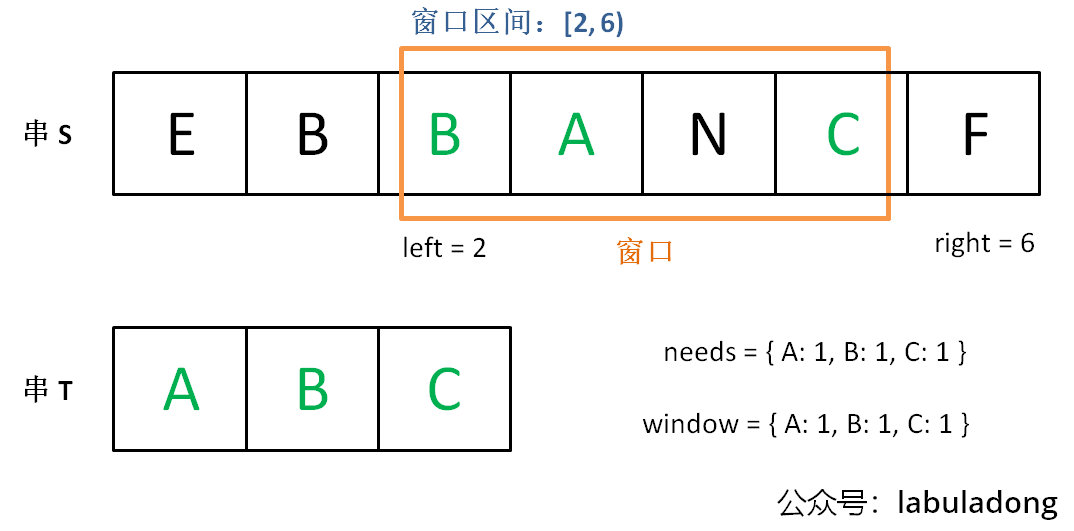 窗口区间：[2, 6)
串 S
E B B A N C F
left = 2
窗口
right = 6
串 T
A B C
needs = { A: 1, B: 1, C: 1 }
window = { A: 1, B: 1, C: 1 }
公众号：labuladong